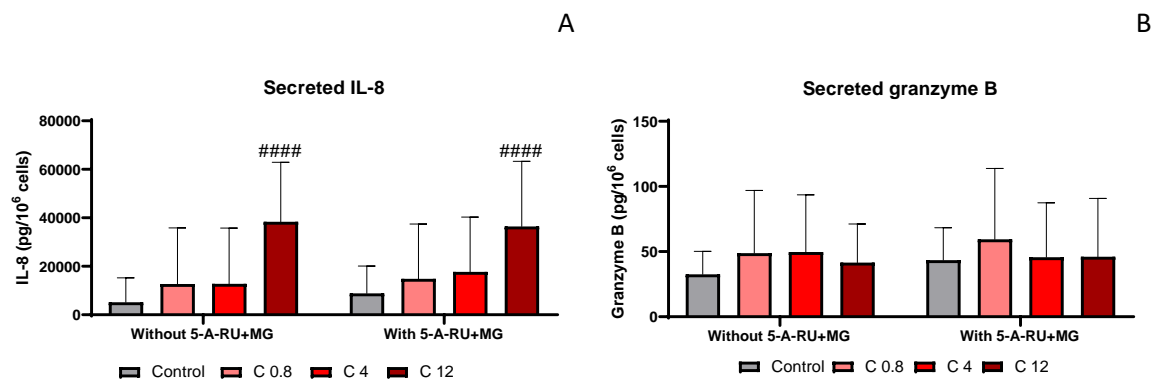 A
B
Secreted IL-8
80000
60000
40000
20000
0
IL-8 (pg/10⁶ cells)
####
####
Without 5-A-RU+MG
With 5-A-RU+MG
Control
C 0.8
C 4
C 12
Secreted granzyme B
150
100
50
0
Granzyme B (pg/10⁶ cells)
Without 5-A-RU+MG
With 5-A-RU+MG
Control
C 0.8
C 4
C 12